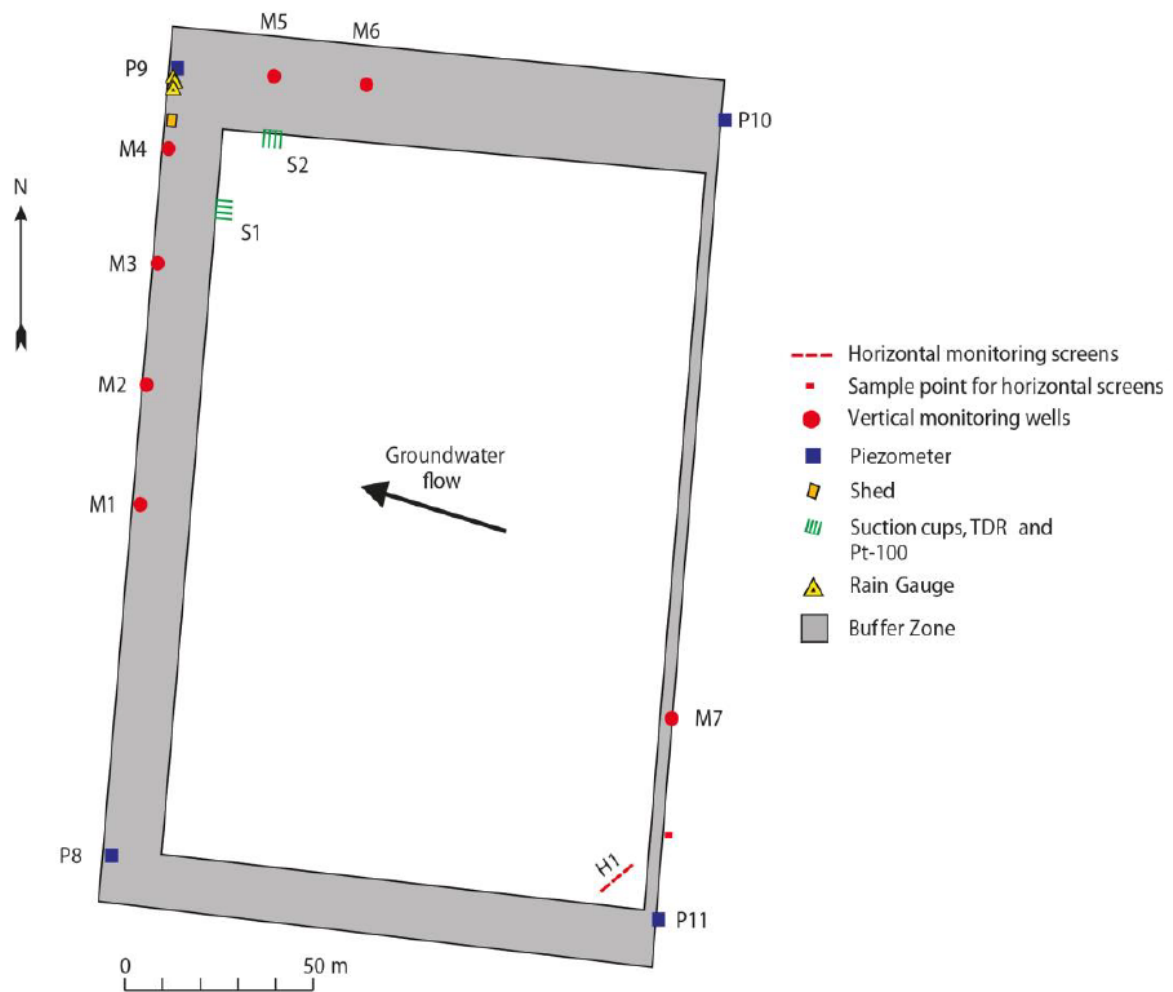 M5
M6
P9
P10
M4
S2
N
S1
M3
Horizontal monitoring screens
Sample point for horizontal screens
M2
Vertical monitoring wells
Groundwater
flow
Piezometer
Shed
M1
Suction cups, TDR and
Pt-100
Rain Gauge
Buffer Zone
M7
P8
H1
P11
0 50 m